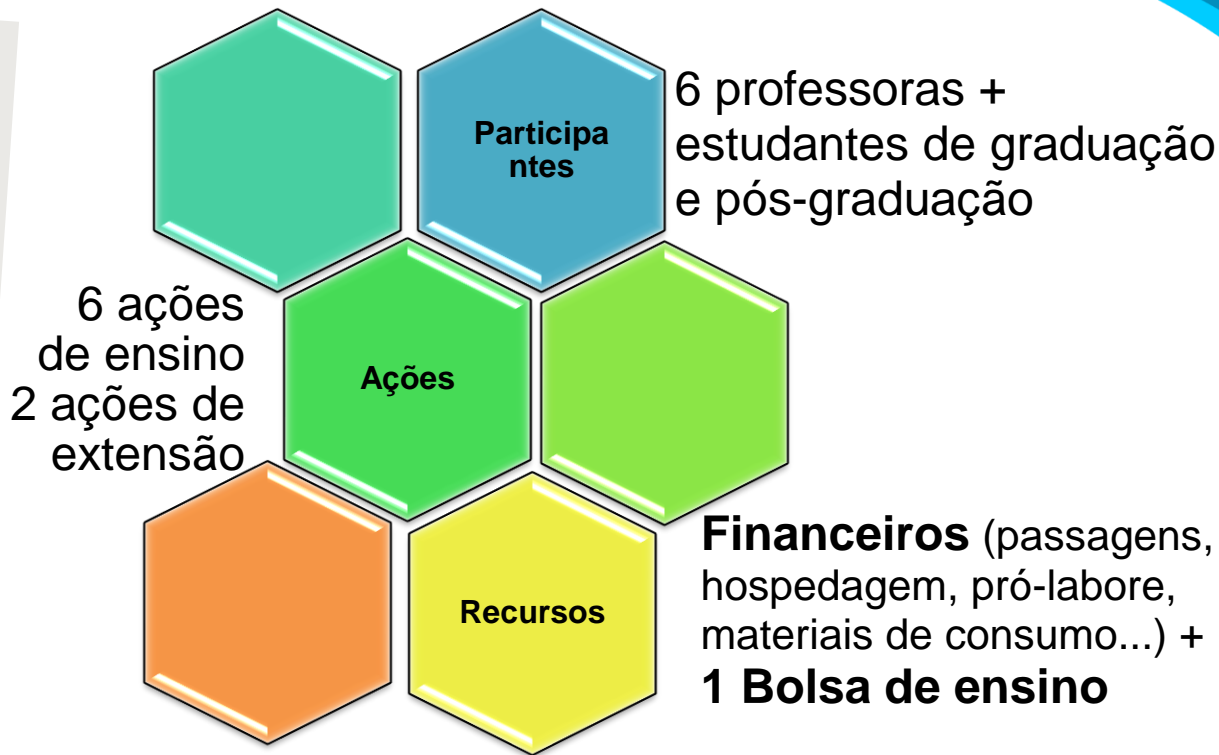 Participa
ntes
6 professoras +
estudantes de graduação
e pós-graduação
6 ações
de ensino
2 ações de
extensão
Ações
Recursos
Financeiros (passagens,
hospedagem, pró-labore,
materiais de consumo...) +
1 Bolsa de ensino